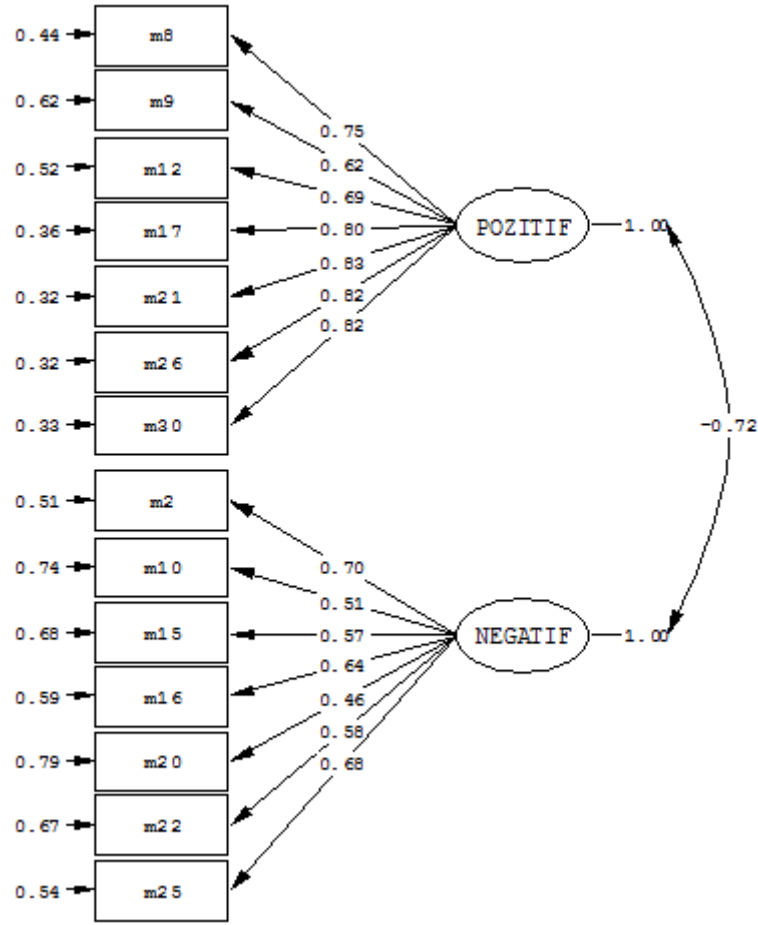 0.44 m8
0.62 m9
0.75
0.62
0.52 m12
0.69
0.36 m17 0.80 POZITIF 1.00
0.83
0.32 m21
0.82
0.82
0.32 m26
0.33 m30
-0.72
0.51 m2
0.70
0.74 m10
0.51
0.68 m15 0.57 NEGATIF 1.00
0.64
0.59 m16
0.46
0.58
0.79 m20
0.68
0.67 m22
0.54 m25